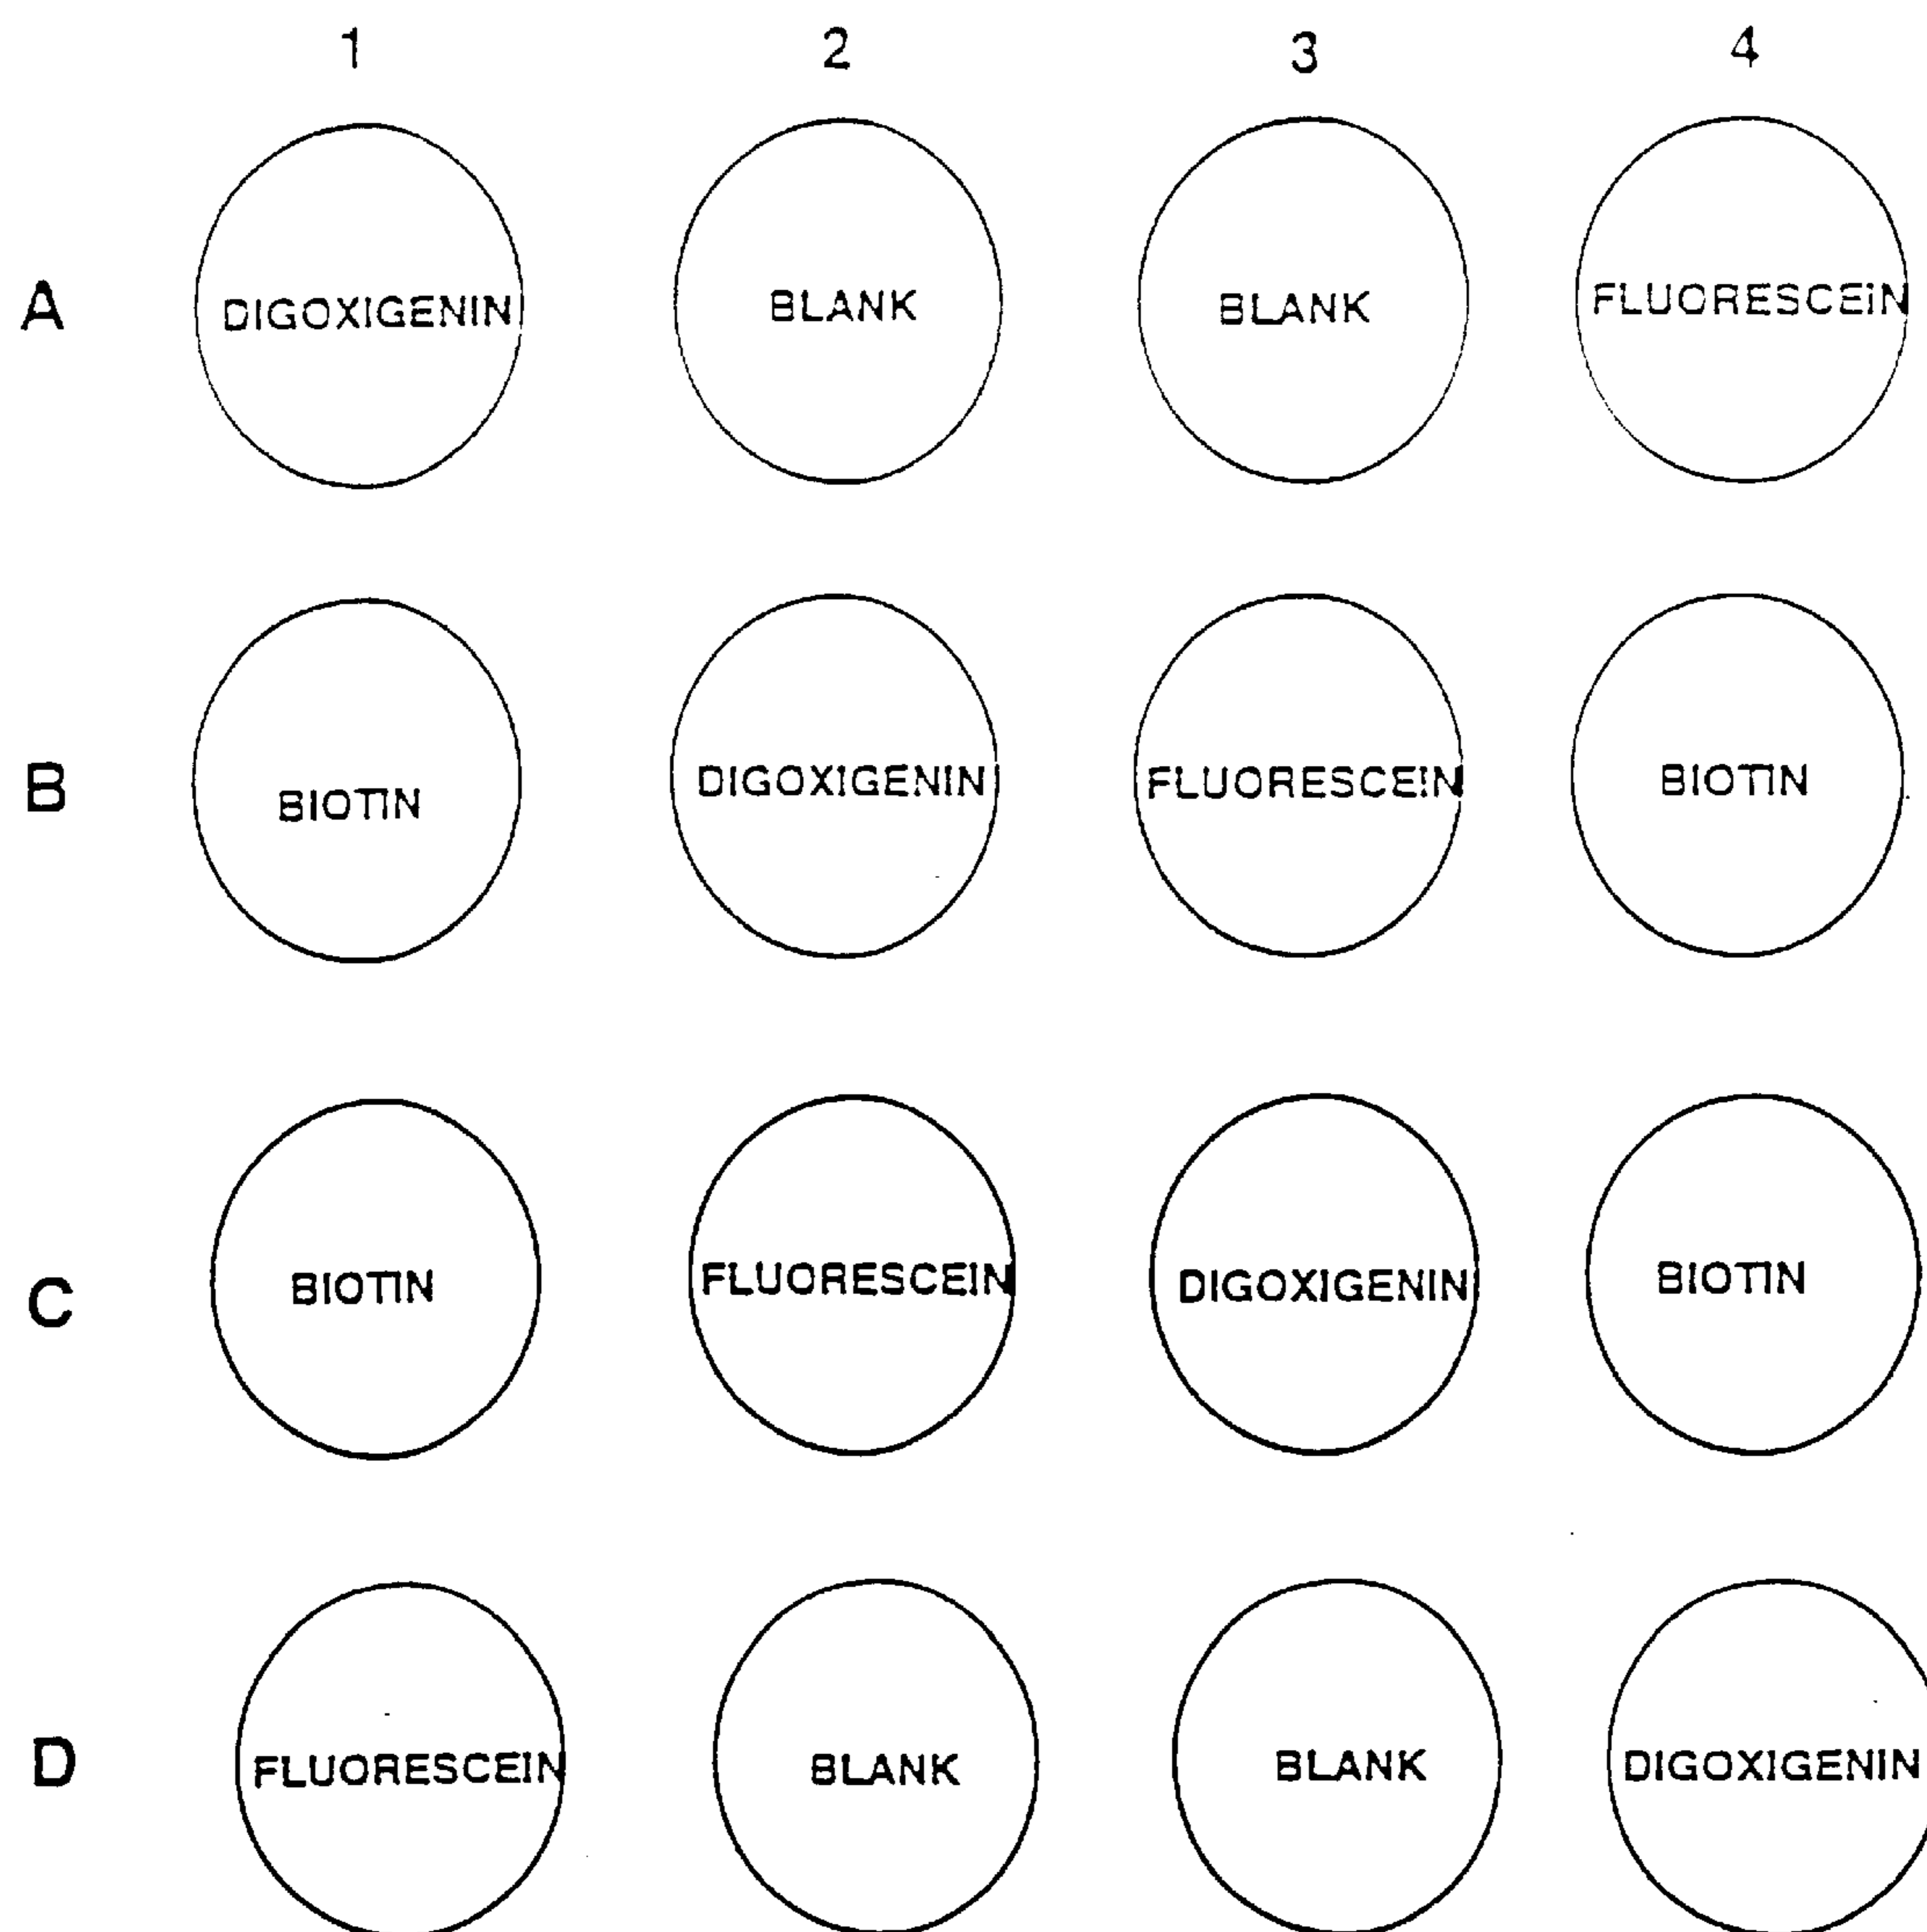 1 2 3 4
A DIGOXIGENIN BLANK BLANK FLUORESCEIN
B BIOTIN DIGOXIGENIN FLUORESCEIN BIOTIN
C BIOTIN FLUORESCEIN DIGOXIGENIN BIOTIN
D FLUORESCEIN BLANK BLANK DIGOXIGENIN